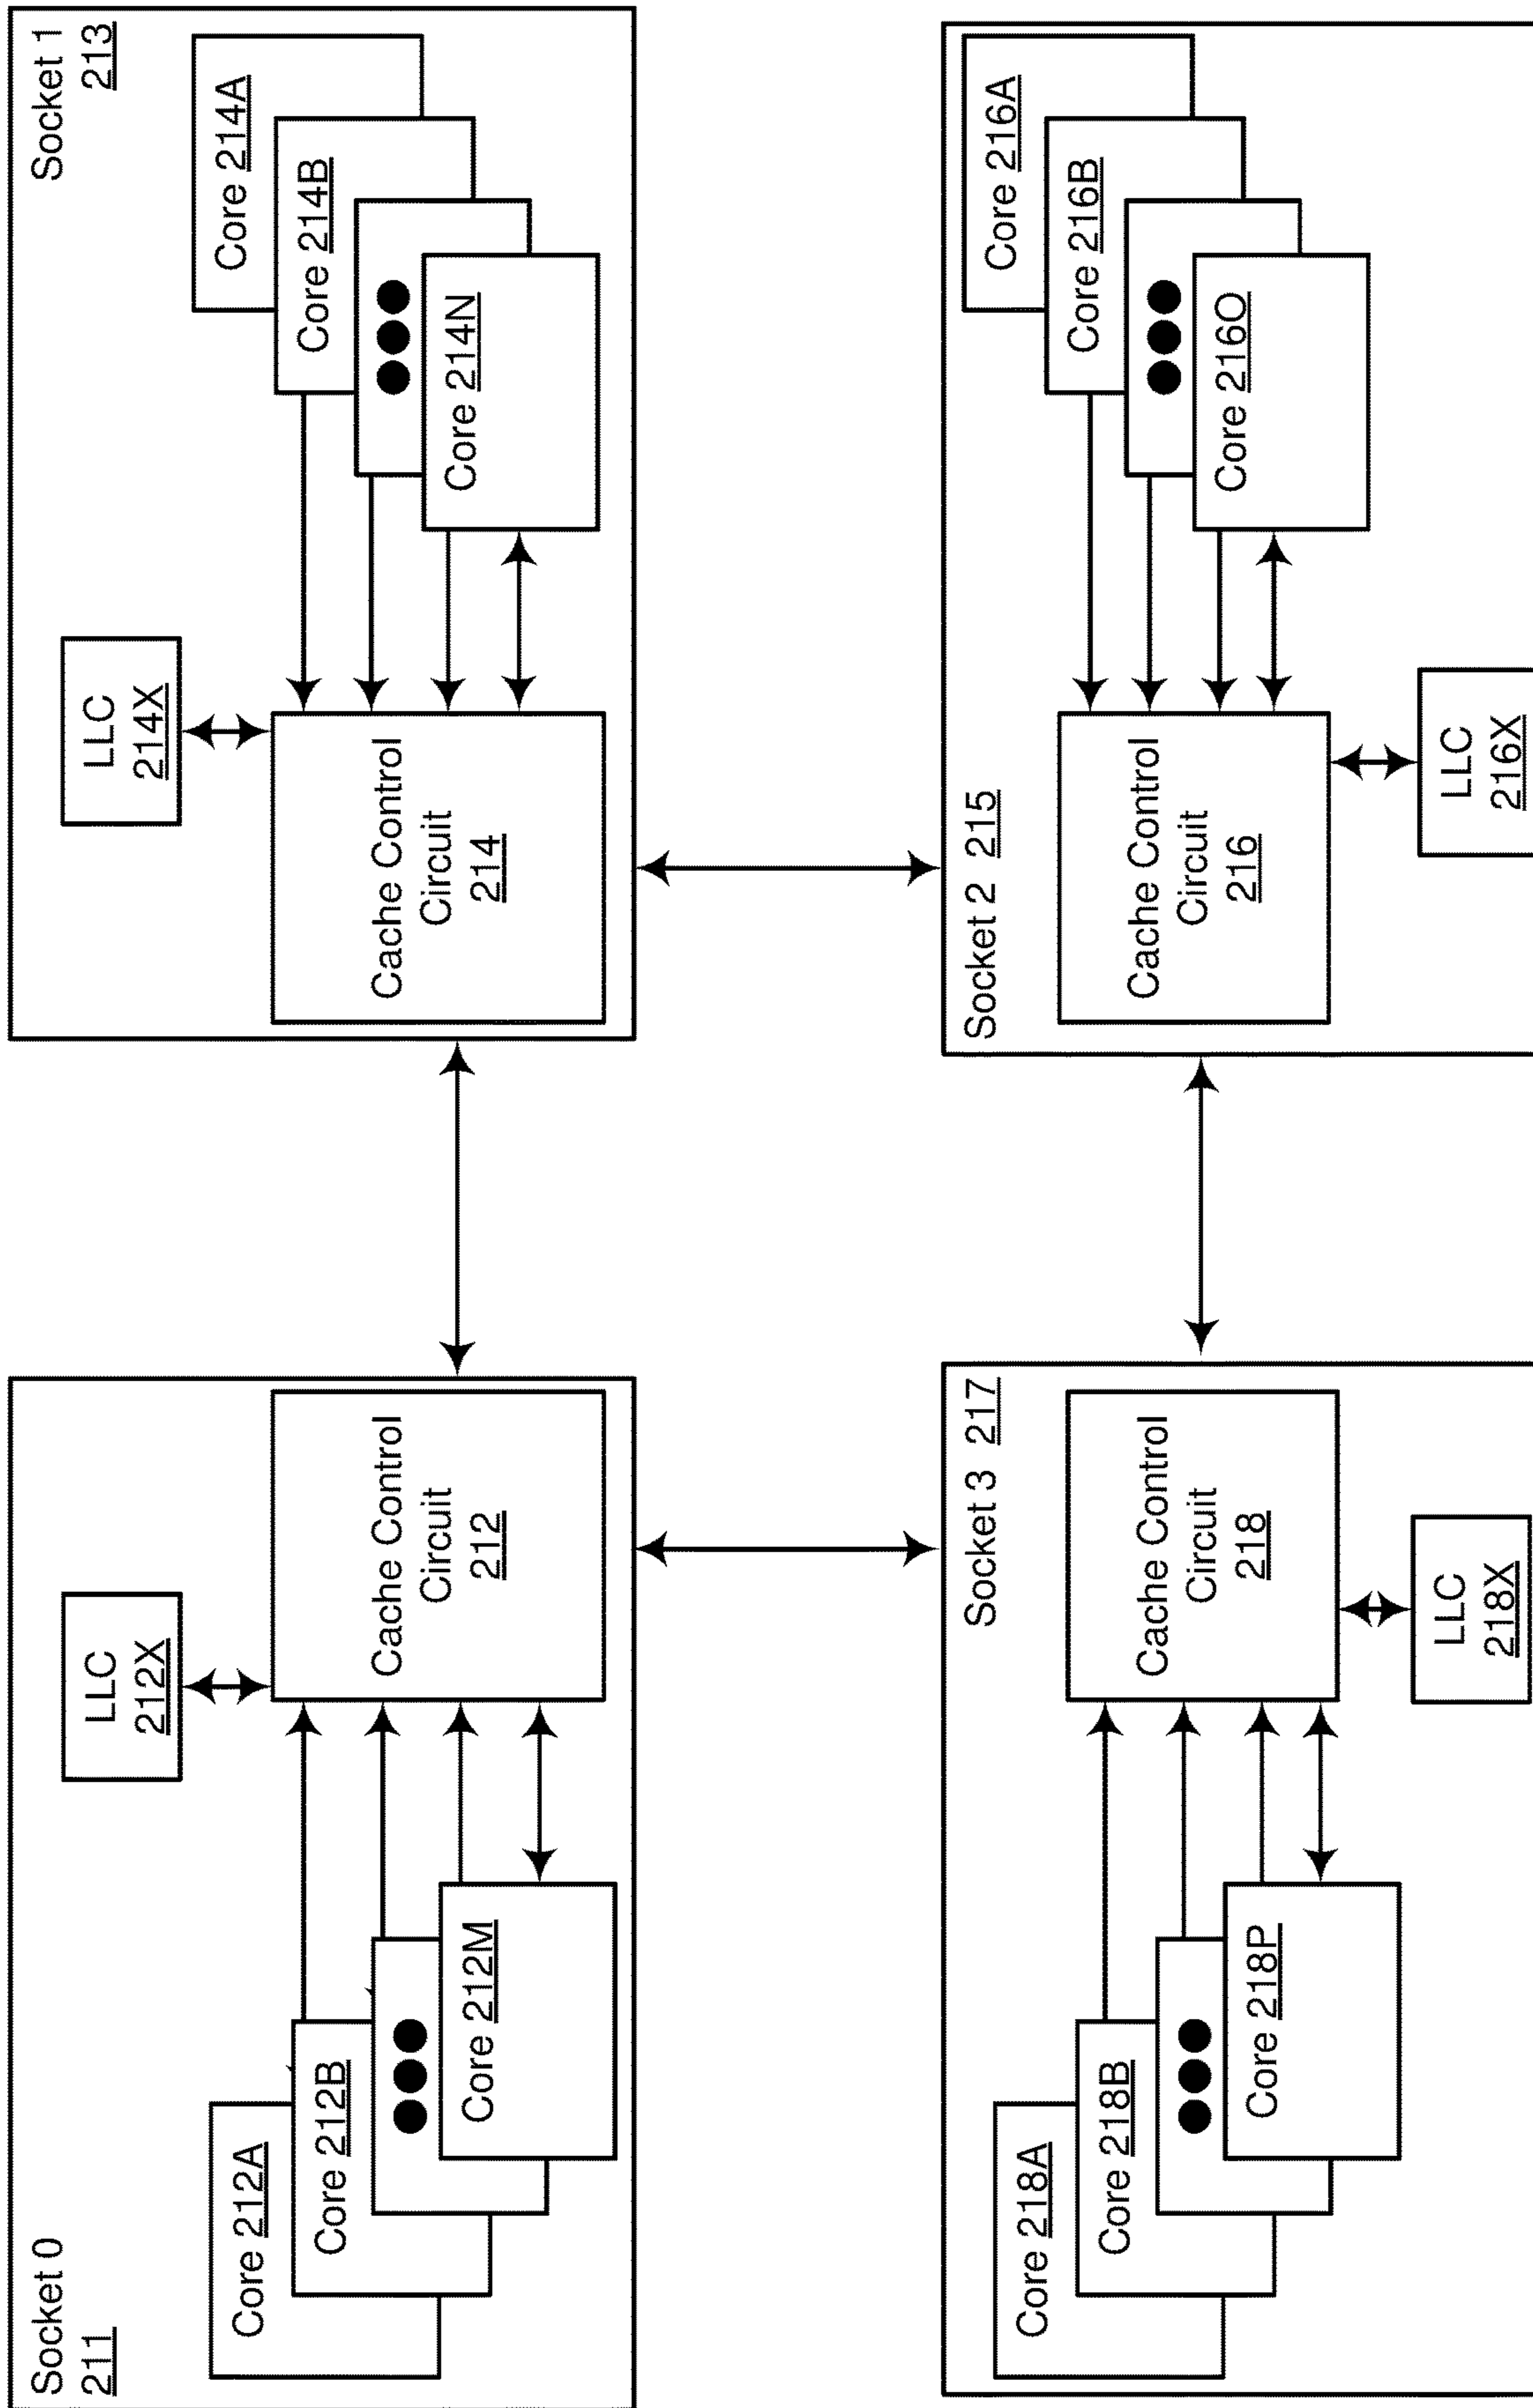 Socket 0
211
Core 212A
Core 212B
Core 212M
LLC
212X
Cache Control
Circuit
212
Socket 1
213
LLC
214X
Cache Control
Circuit
214
Core 214A
Core 214B
Core 214N
Socket 3 217
Core 218A
Core 218B
Core 218P
Cache Control
Circuit
218
LLC
218X
Socket 2 215
Cache Control
Circuit
216
LLC
216X
Core 216A
Core 216B
Core 216O